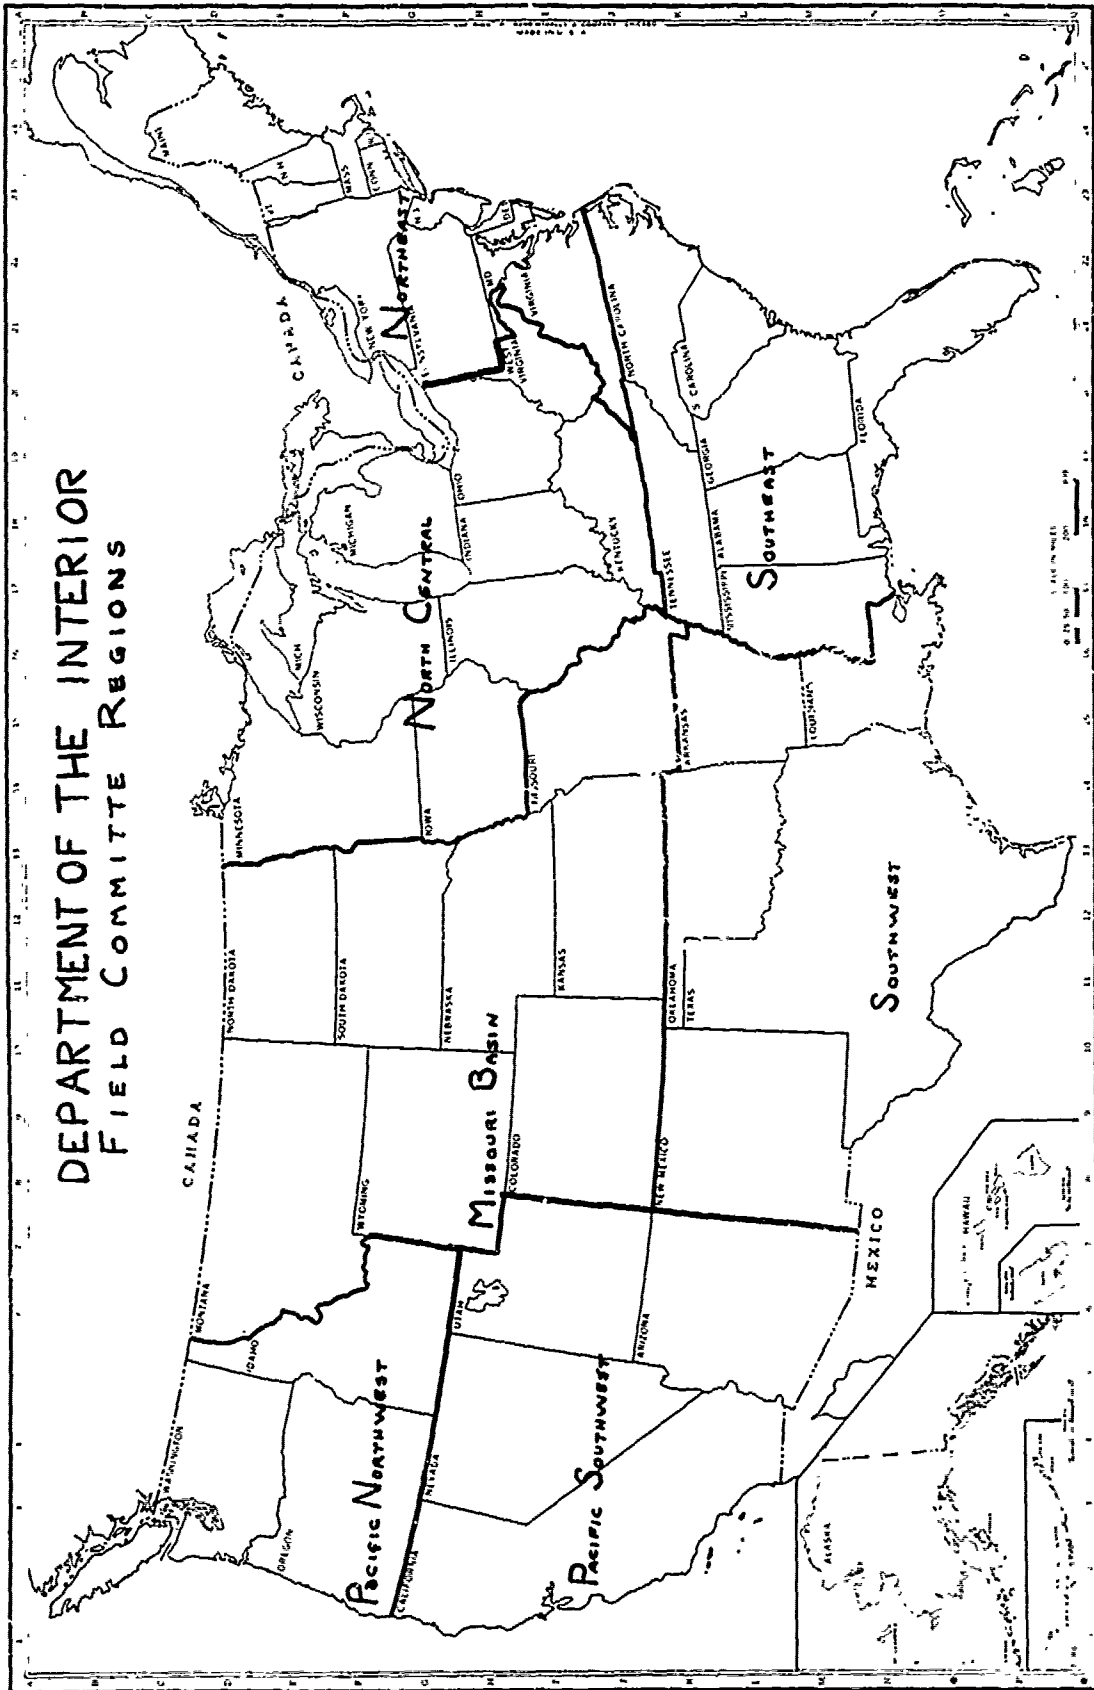 DEPARTMENT OF THE INTERIOR
FIELD COMMITTE REGIONS
CANADA
CANADA
WASHINGTON
MONTANA
NORTH DAKOTA
MINNESOTA
MICH
WISCONSIN
MICHIGAN
NEW YORK
VT
N H
MAINE
MASS
CONN
OREGON
IDAHO
WYOMING
SOUTH DAKOTA
PACIFIC NORTHWEST
NORTH CENTRAL
NORTHEAST
CALIFORNIA
NEVADA
UTAH
NEBRASKA
IOWA
ILLINOIS
INDIANA
OHIO
N J
MD
DEL
WEST
VIRGINIA
VIRGINIA
MISSOURI BASIN
COLORADO
KANSAS
MISSOURI
KENTUCKY
PACIFIC SOUTHWEST
ARIZONA
NEW MEXICO
OKLAHOMA
TEXAS
ARKANSAS
TENNESSEE
NORTH CAROLINA
S CAROLINA
MISSISSIPPI
ALABAMA
GEORGIA
SOUTHEAST
LOUISIANA
FLORIDA
SOUTHWEST
MEXICO
ALASKA
HAWAII